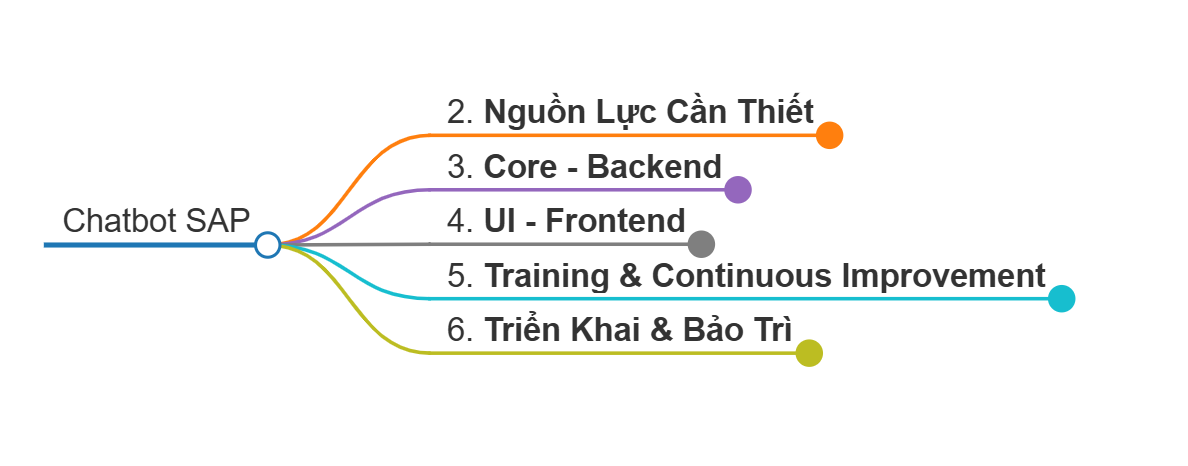 Chatbot SAP
2. Nguồn Lực Cần Thiết
3. Core - Backend
4. UI - Frontend
5. Training & Continuous Improvement
6. Triển Khai & Bảo Trì